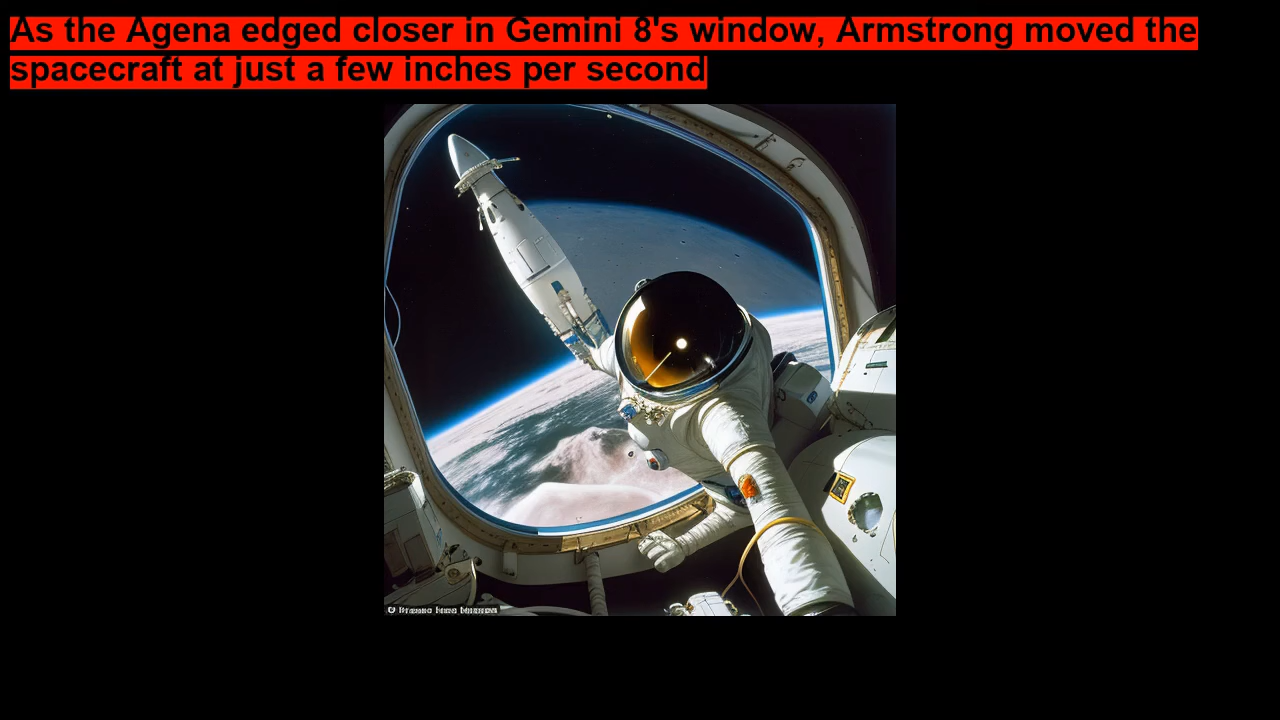 As the Agena edged closer in Gemini 8's window, Armstrong moved the
spacecraft at just a few inches per second